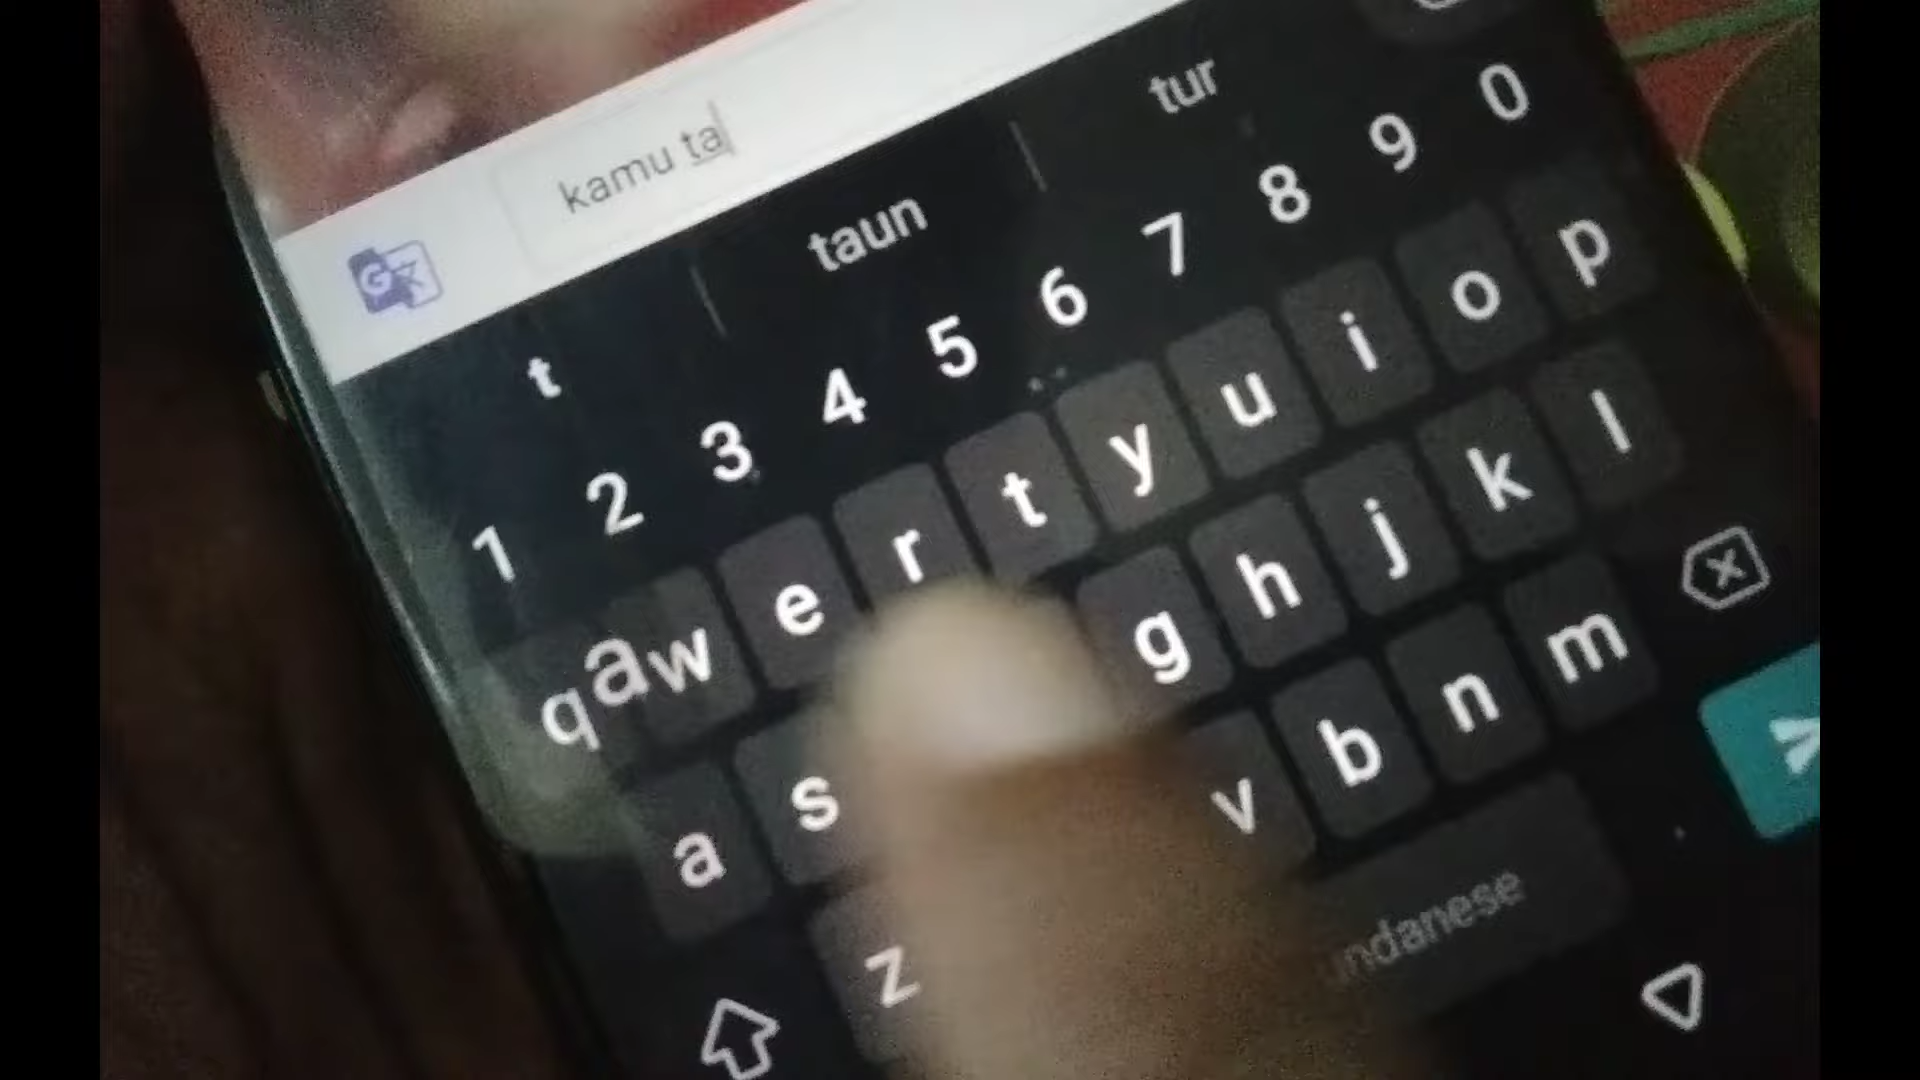 kamu ta
t taun tur
1 2 3 4 5 6 7 8 9 0
q w e r t y u i o p
a
a s g h j k l
z v b n m
ndanese